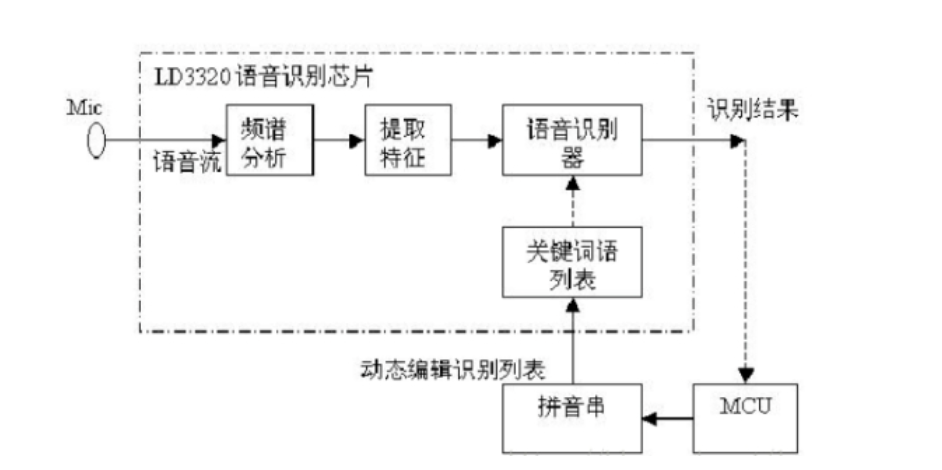 LD3320语音识别芯片
Mic
识别结果
频谱
分析
提取
特征
语音识别
器
语音流
关键词语
列表
动态编辑识别列表
拼音串
MCU